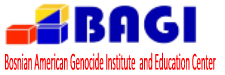 BAGI
Bosnian American Genocide Institute and Education Center